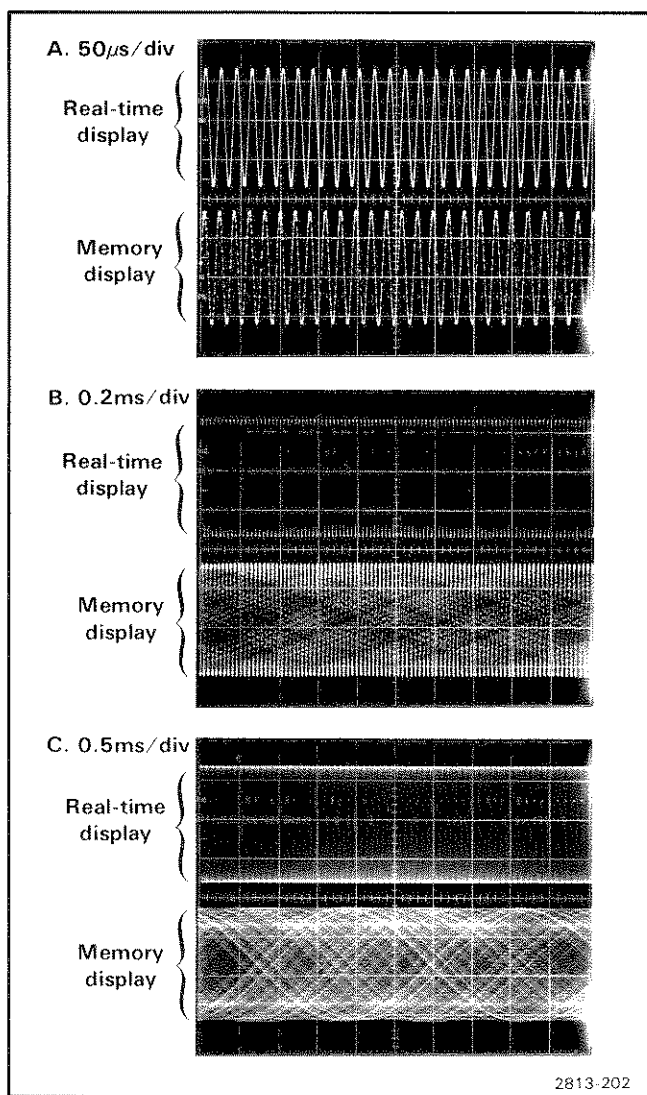 A. 50µs/div
Real-time
display
Memory
display
B. 0.2ms/div
Real-time
display
Memory
display
C. 0.5ms/div
Real-time
display
Memory
display
2813-202